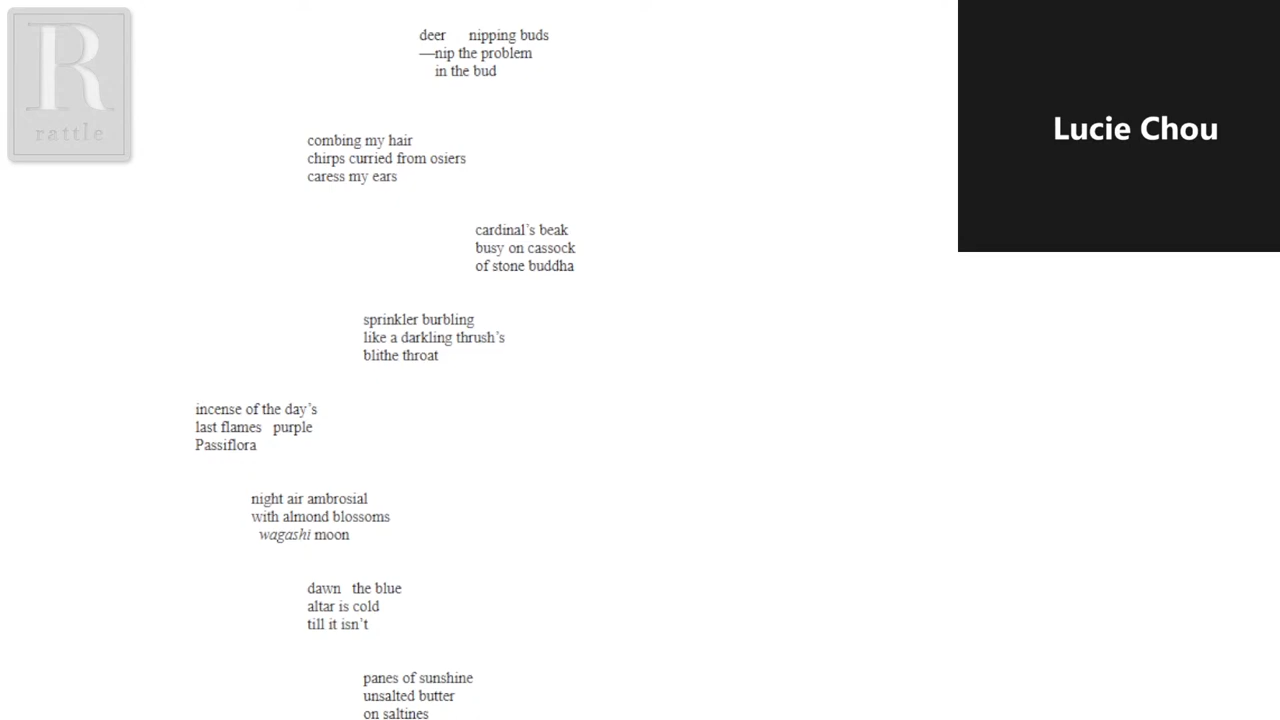 R
rattle
Lucie Chou
deer nipping buds
—nip the problem
in the bud
combing my hair
chirps curried from osiers
caress my ears
cardinal’s beak
busy on cassock
of stone buddha
sprinkler burbling
like a darkling thrush’s
blithe throat
incense of the day’s
last flames purple
Passiflora
night air ambrosial
with almond blossoms
wagashi moon
dawn the blue
altar is cold
till it isn’t
panes of sunshine
unsalted butter
on saltines